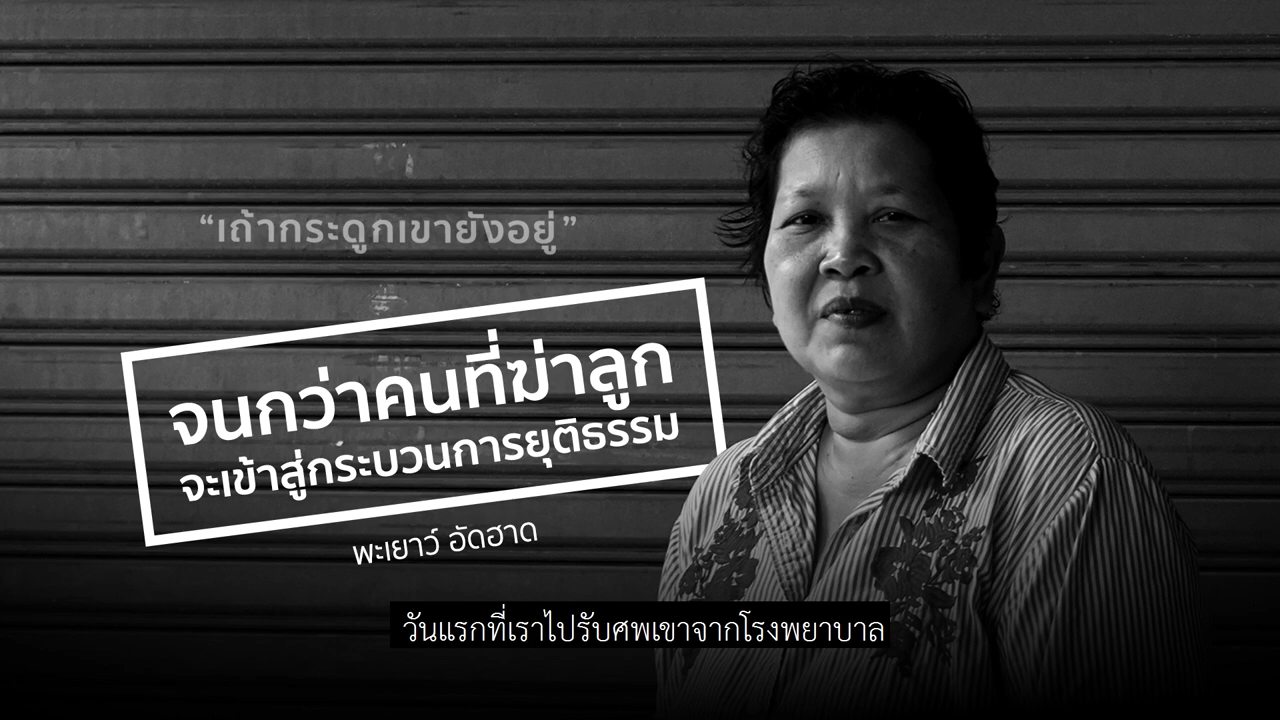 “เถ้ากระดูกเขายังอยู่”
จนกว่าคนที่ฆ่าลูก
จะเข้าสู่กระบวนการยุติธรรม
พะเยาว์ อัดฮาด
วันแรกที่เราไปรับศพเขาจากโรงพยาบาล